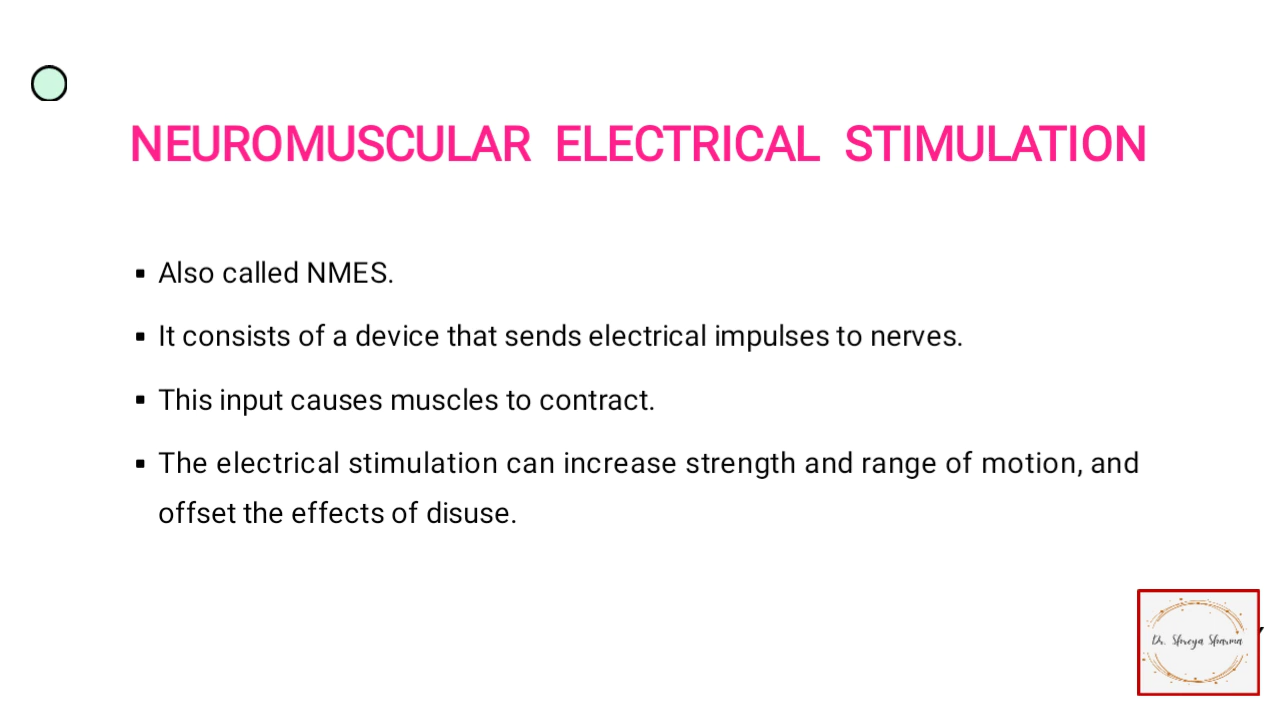 NEUROMUSCULAR ELECTRICAL STIMULATION
▪ Also called NMES.
▪ It consists of a device that sends electrical impulses to nerves.
▪ This input causes muscles to contract.
▪ The electrical stimulation can increase strength and range of motion, and
offset the effects of disuse.
Dr. Shreya Sharma